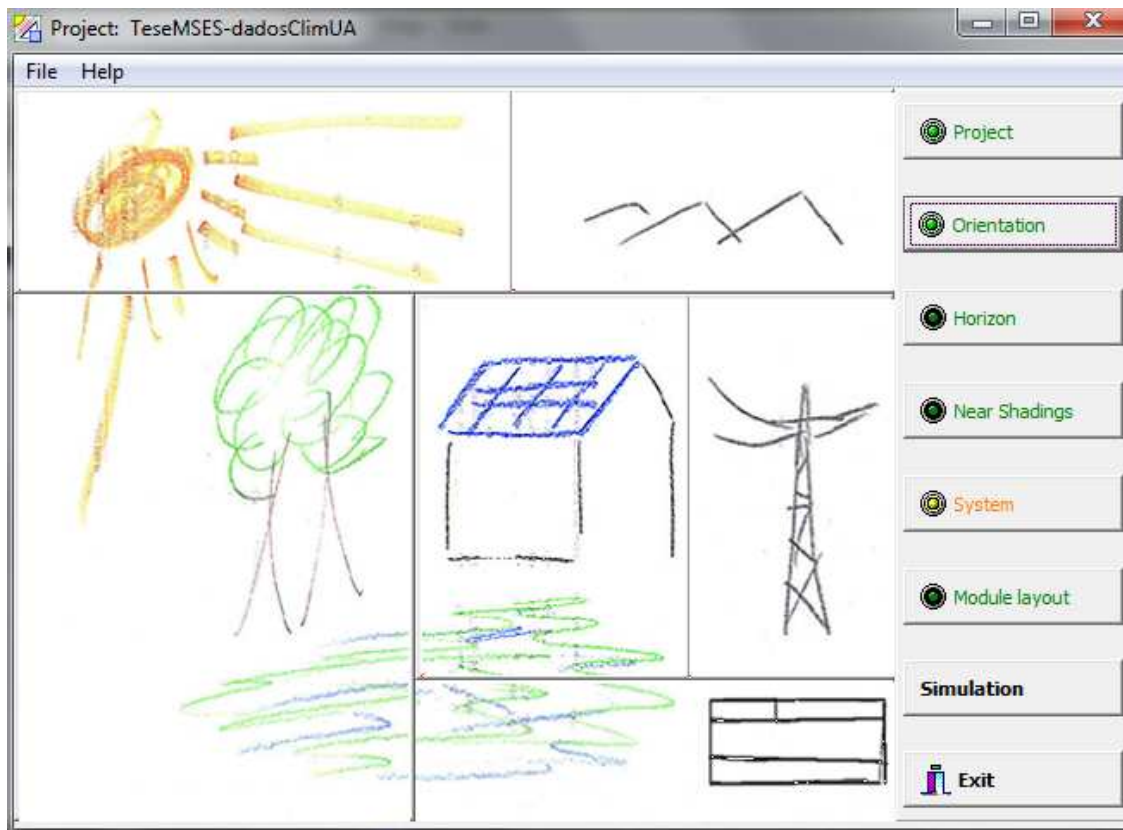 Project: TeseMSES-dadosClimUA
File Help
Project
Orientation
Horizon
Near Shadings
System
Module layout
Simulation
Exit